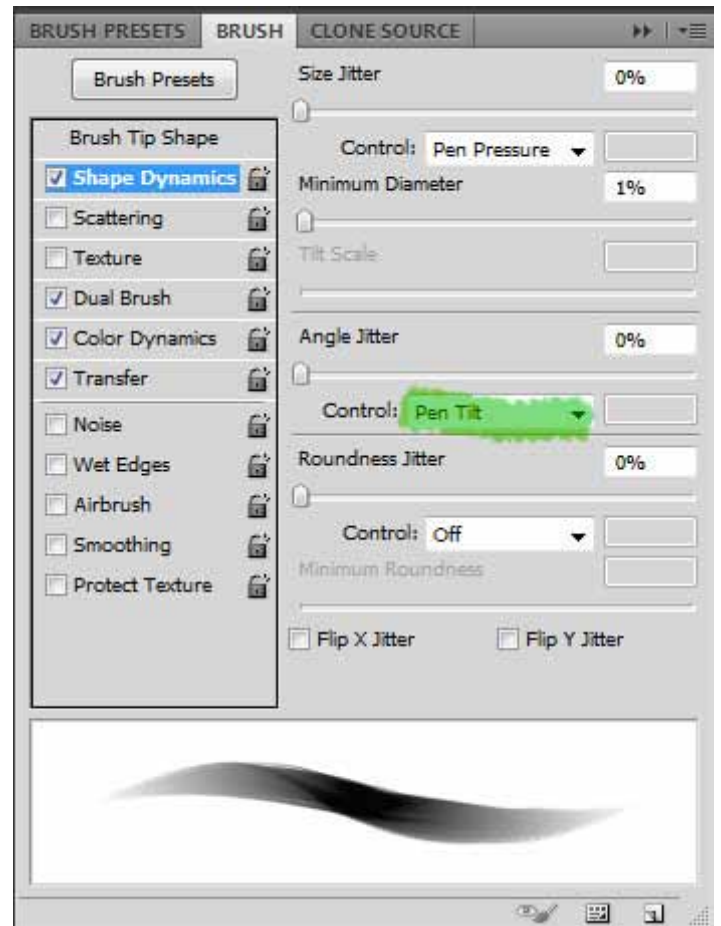 BRUSH PRESETS BRUSH CLONE SOURCE
Brush Presets
Brush Tip Shape
Shape Dynamics
Scattering
Texture
Dual Brush
Color Dynamics
Transfer
Noise
Wet Edges
Airbrush
Smoothing
Protect Texture
Size Jitter 0%
Control: Pen Pressure
Minimum Diameter 1%
Tilt Scale
Angle Jitter 0%
Control: Pen Tilt
Roundness Jitter 0%
Control: Off
Minimum Roundness
Flip X Jitter Flip Y Jitter